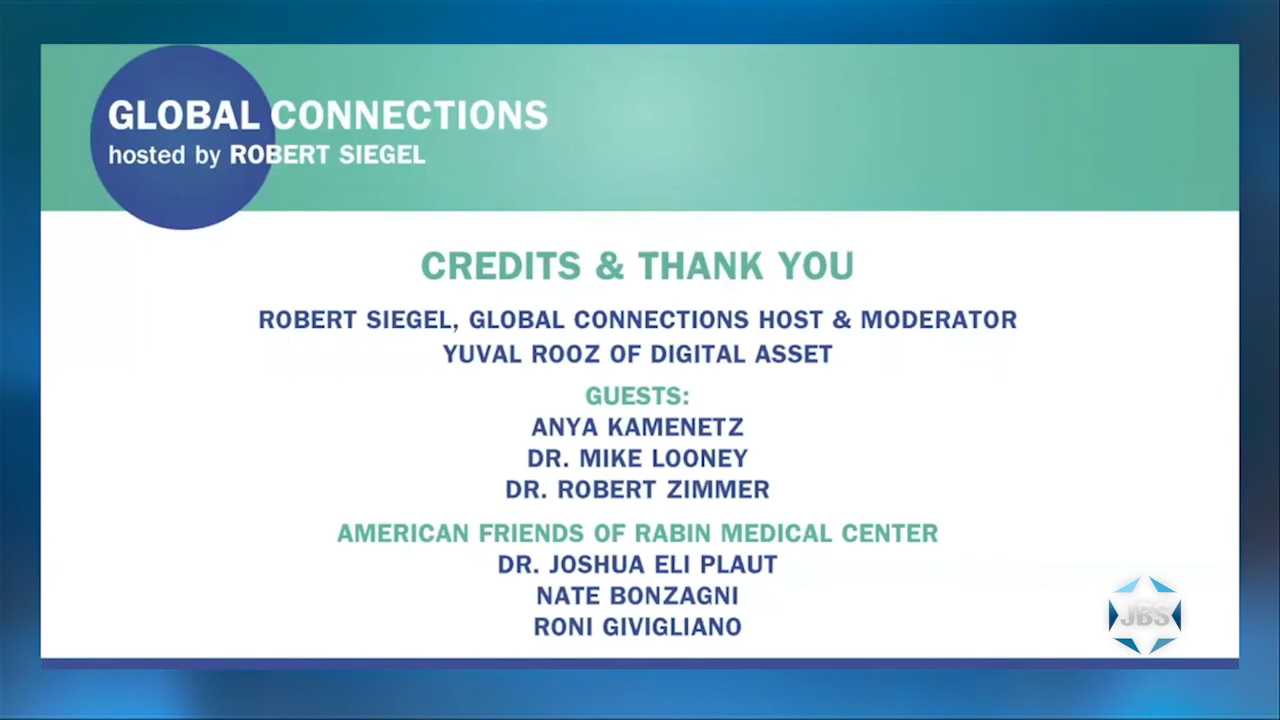 GLOBAL CONNECTIONS
hosted by ROBERT SIEGEL
CREDITS & THANK YOU
ROBERT SIEGEL, GLOBAL CONNECTIONS HOST & MODERATOR
YUVAL ROOZ OF DIGITAL ASSET
GUESTS:
ANYA KAMENETZ
DR. MIKE LOONEY
DR. ROBERT ZIMMER
AMERICAN FRIENDS OF RABIN MEDICAL CENTER
DR. JOSHUA ELI PLAUT
NATE BONZAGNI
RONI GIVIGLIANO
JBS